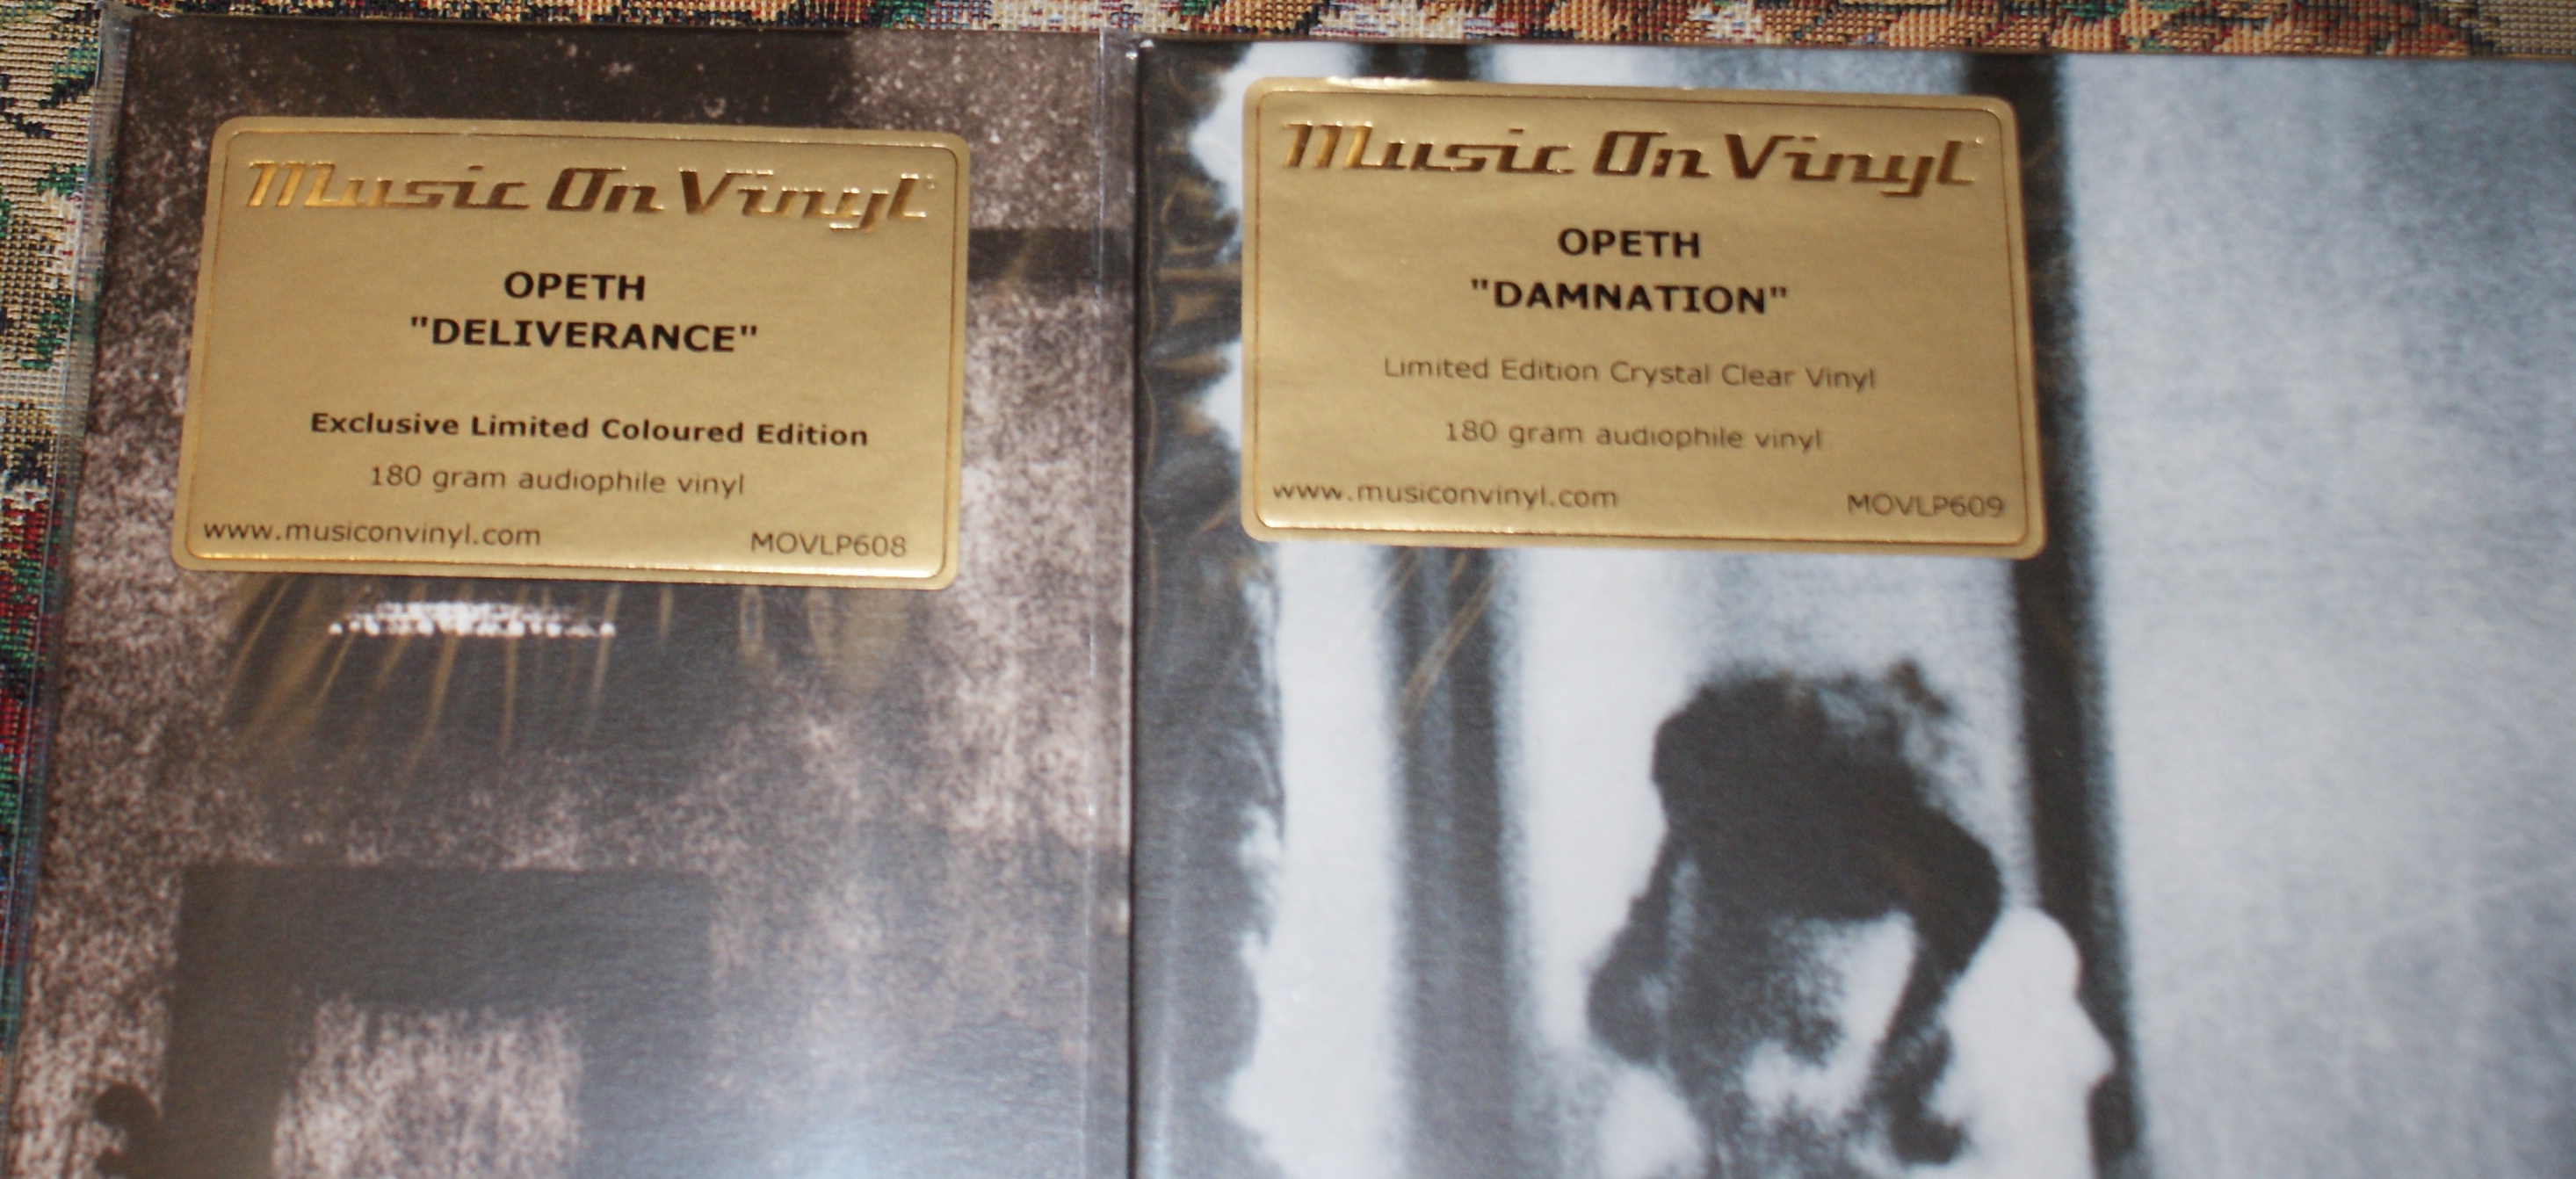 Music On Vinyl
OPETH
"DELIVERANCE"
Exclusive Limited Coloured Edition
180 gram audiophile vinyl
www.musiconvinyl.com
MOVLP608
Music On Vinyl
OPETH
"DAMNATION"
Limited Edition Crystal Clear Vinyl
180 gram audiophile vinyl
www.musiconvinyl.com
MOVLP609